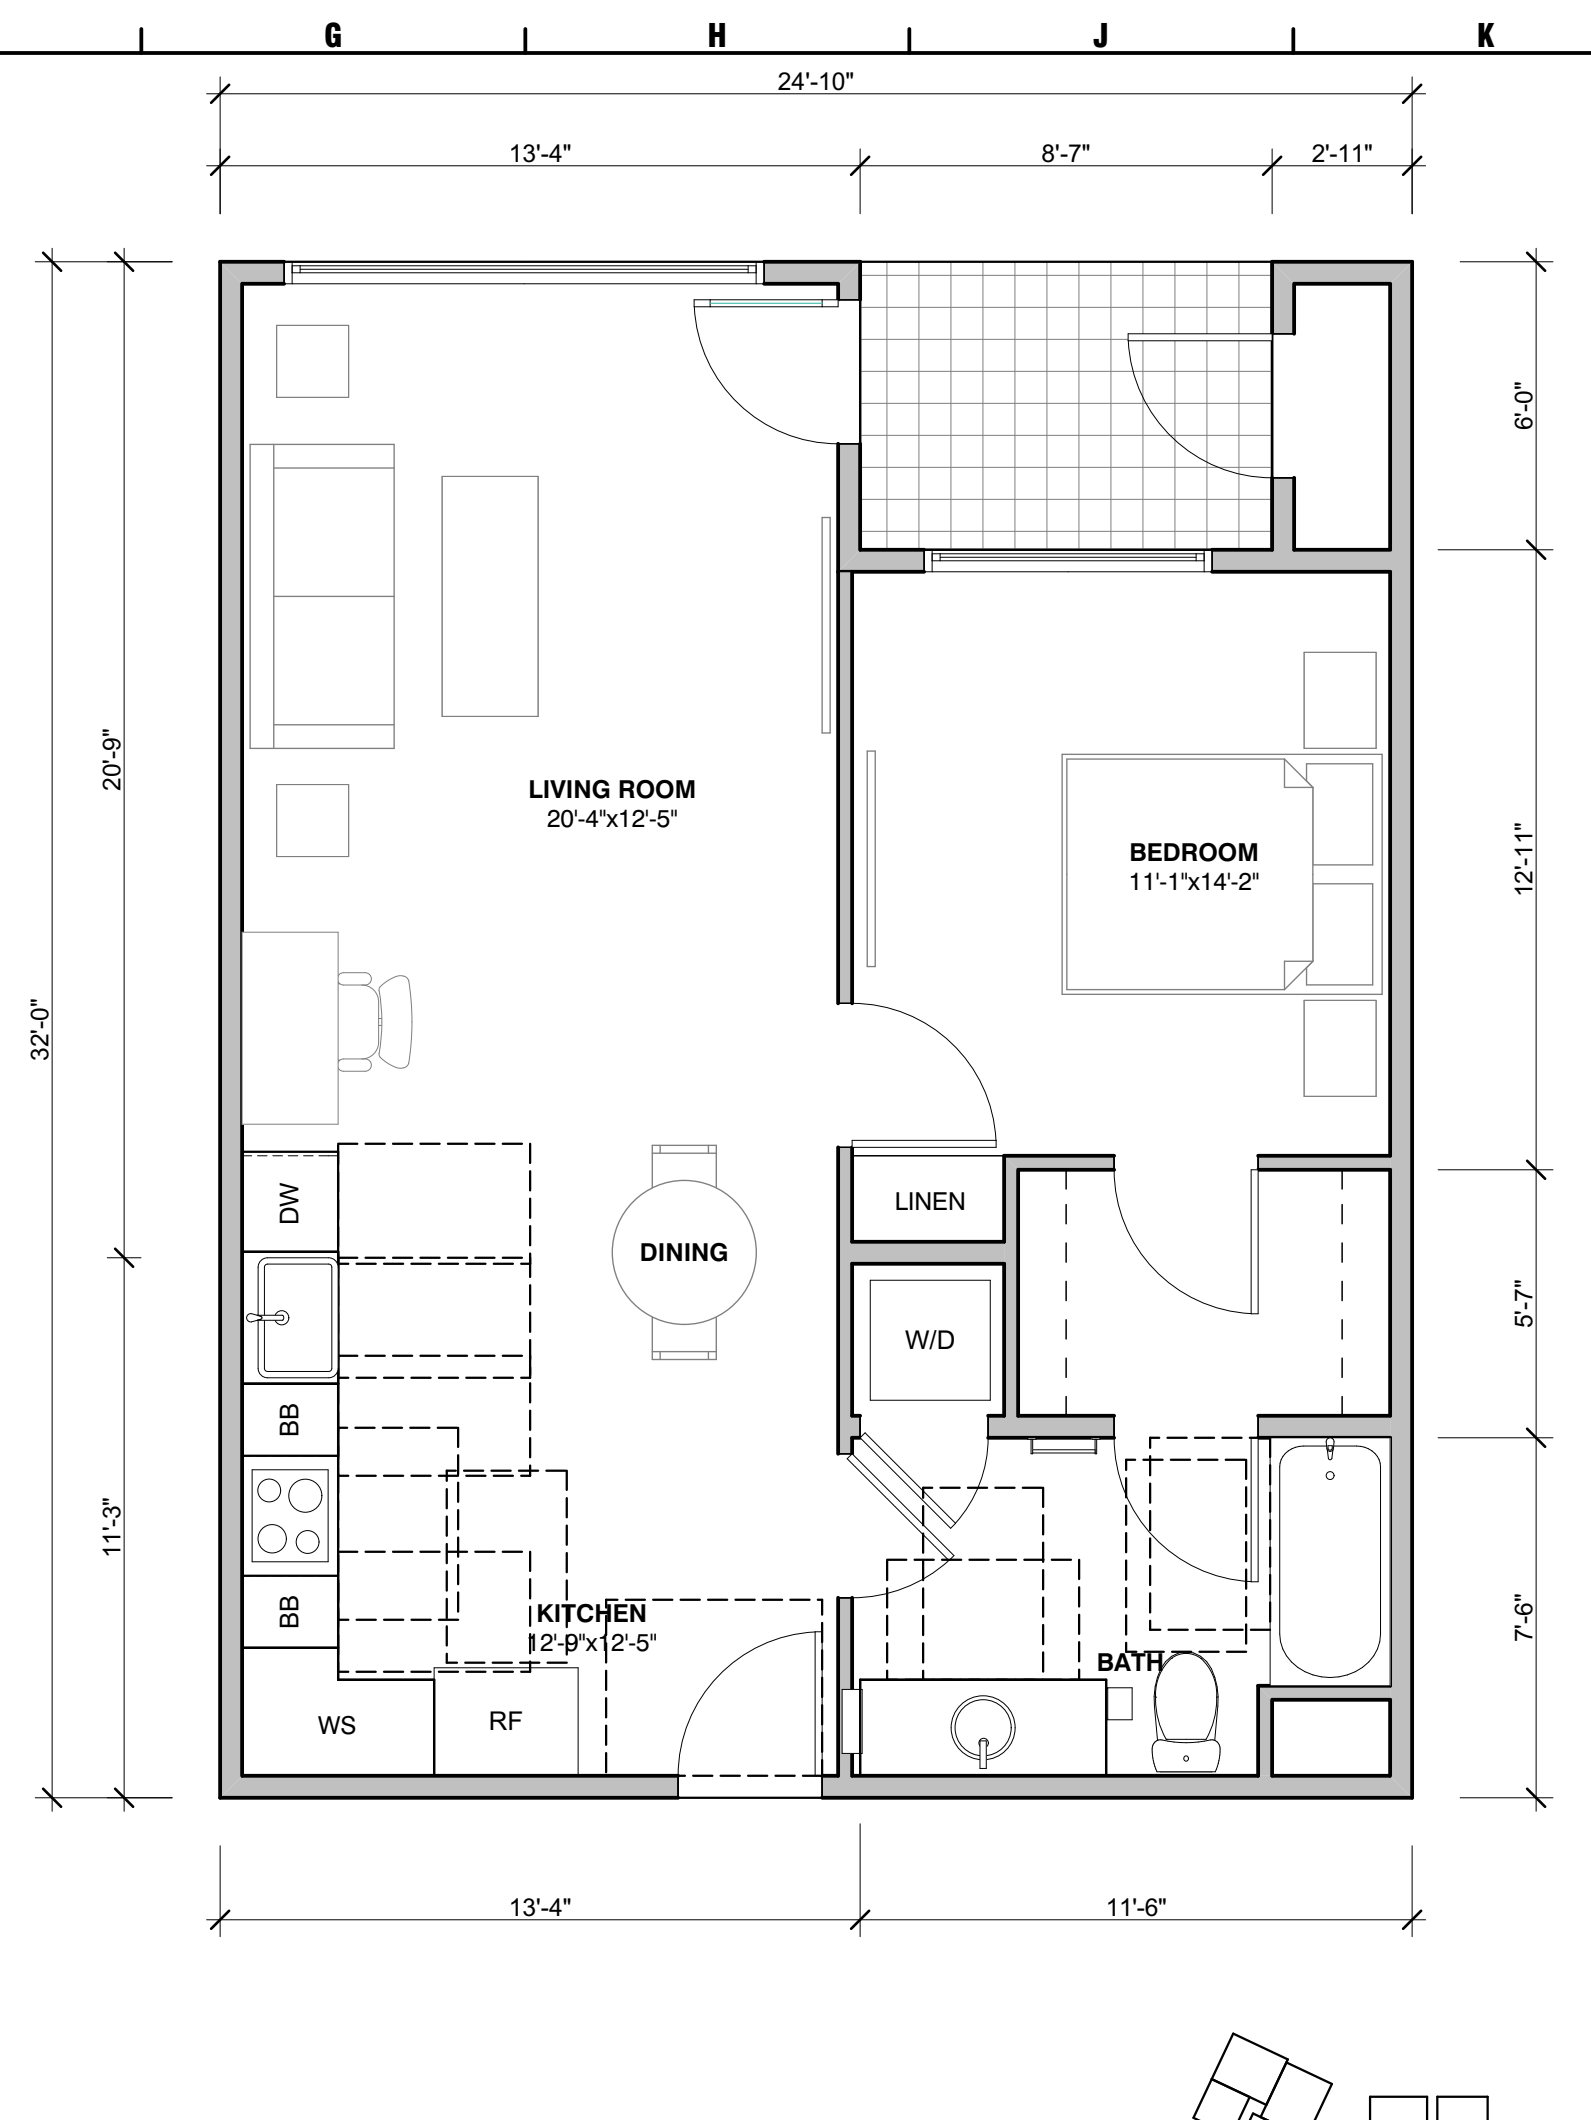 G H J K
24'-10"
13'-4" 8'-7" 2'-11"
6'-0"
20'-9"
LIVING ROOM
20'-4"x12'-5"
BEDROOM
11'-1"x14'-2"
12'-11"
32'-0"
DW
LINEN
DINING
W/D
5'-7"
BB
11'-3"
BB
KITCHEN
12'-9"x12'-5"
7'-6"
BATH
WS
RF
13'-4" 11'-6"